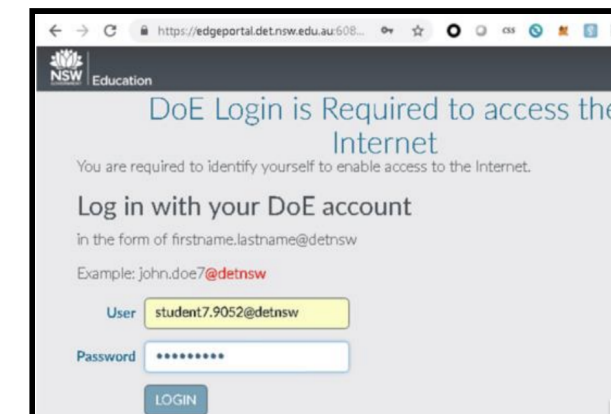 https://edgeportal.det.nsw.edu.au:608...
css
NSW
Education
DoE Login is Required to access the
Internet
You are required to identify yourself to enable access to the Internet.
Log in with your DoE account
in the form of firstname.lastname@detnsw
Example: john.doe7@detnsw
User student7.9052@detnsw
Password •••••••••
LOGIN